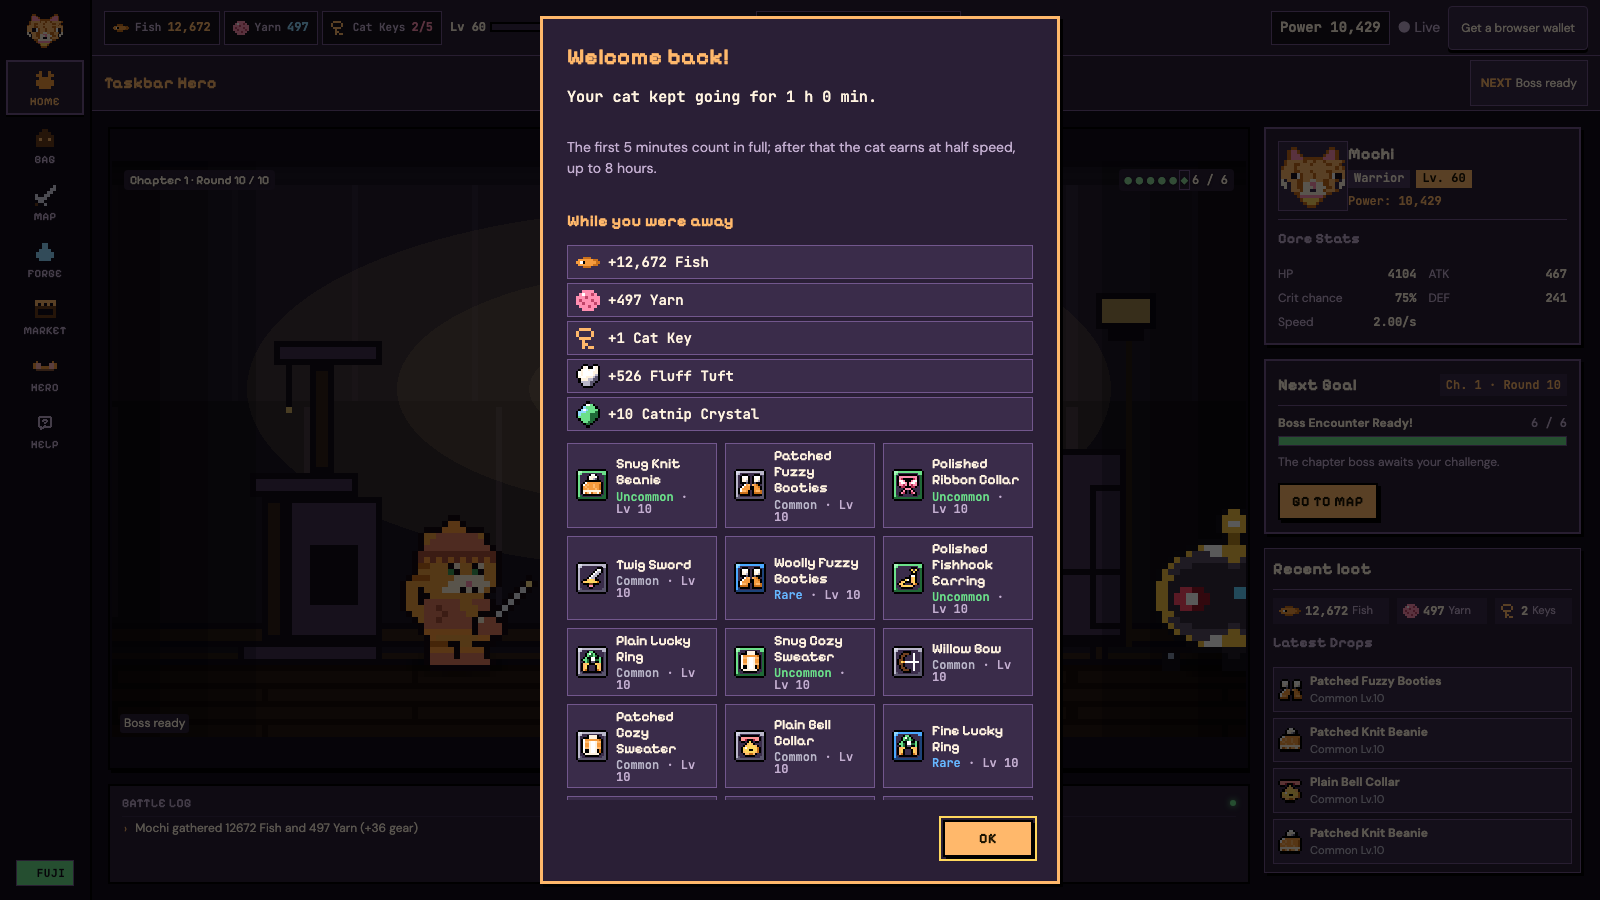 Fish 12,672
Yarn 497
Cat Keys 2/5
Lv 60
Power 10,429
Live
Get a browser wallet
HOME
BAG
MAP
FORGE
MARKET
HERO
HELP
FUJI
Taskbar Hero
NEXT Boss ready
Chapter 1 · Round 10 / 10
6 / 6
Boss ready
BATTLE LOG
› Mochi gathered 12672 Fish and 497 Yarn (+36 gear)
Welcome back!
Your cat kept going for 1 h 0 min.
The first 5 minutes count in full; after that the cat earns at half speed,
up to 8 hours.
While you were away
+12,672 Fish
+497 Yarn
+1 Cat Key
+526 Fluff Tuft
+10 Catnip Crystal
Snug Knit
Beanie
Uncommon ·
Lv 10
Patched
Fuzzy
Booties
Common · Lv
10
Polished
Ribbon Collar
Uncommon ·
Lv 10
Twig Sword
Common · Lv
10
Woolly Fuzzy
Booties
Rare · Lv 10
Polished
Fishhook
Earring
Uncommon ·
Lv 10
Plain Lucky
Ring
Common · Lv
10
Snug Cozy
Sweater
Uncommon ·
Lv 10
Willow Bow
Common · Lv
10
Patched
Cozy
Sweater
Common · Lv
10
Plain Bell
Collar
Common · Lv
10
Fine Lucky
Ring
Rare · Lv 10
OK
Mochi
Warrior Lv. 60
Power: 10,429
Core Stats
HP 4104 ATK 467
Crit chance 75% DEF 241
Speed 2.00/s
Next Goal
Ch. 1 · Round 10
Boss Encounter Ready! 6 / 6
The chapter boss awaits your challenge.
GO TO MAP
Recent loot
12,672 Fish
497 Yarn
2 Keys
Latest Drops
Patched Fuzzy Booties
Common Lv.10
Patched Knit Beanie
Common Lv.10
Plain Bell Collar
Common Lv.10
Patched Knit Beanie
Common Lv.10